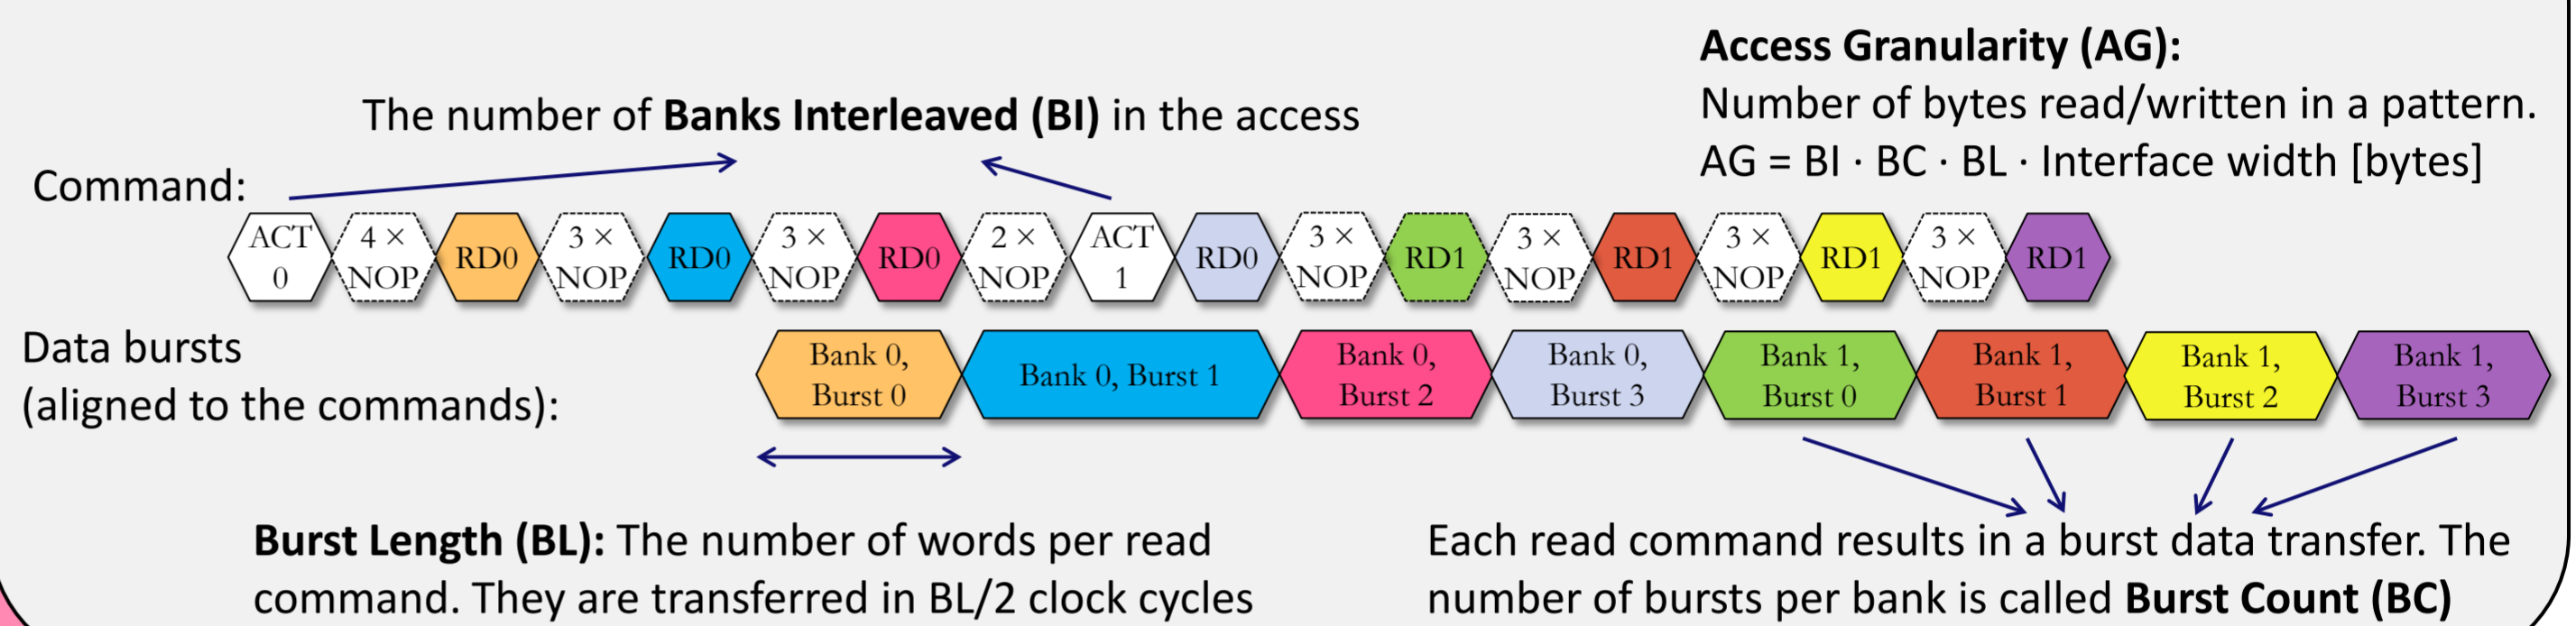 Access Granularity (AG):
Number of bytes read/written in a pattern.
AG = BI · BC · BL · Interface width [bytes]
The number of Banks Interleaved (BI) in the access
Command:
ACT
0
4 ×
NOP
RD0
3 ×
NOP
RD0
3 ×
NOP
RD0
2 ×
NOP
ACT
1
RD0
3 ×
NOP
RD1
3 ×
NOP
RD1
3 ×
NOP
RD1
3 ×
NOP
RD1
Data bursts
(aligned to the commands):
Bank 0,
Burst 0
Bank 0, Burst 1
Bank 0,
Burst 2
Bank 0,
Burst 3
Bank 1,
Burst 0
Bank 1,
Burst 1
Bank 1,
Burst 2
Bank 1,
Burst 3
Burst Length (BL): The number of words per read
command. They are transferred in BL/2 clock cycles
Each read command results in a burst data transfer. The
number of bursts per bank is called Burst Count (BC)